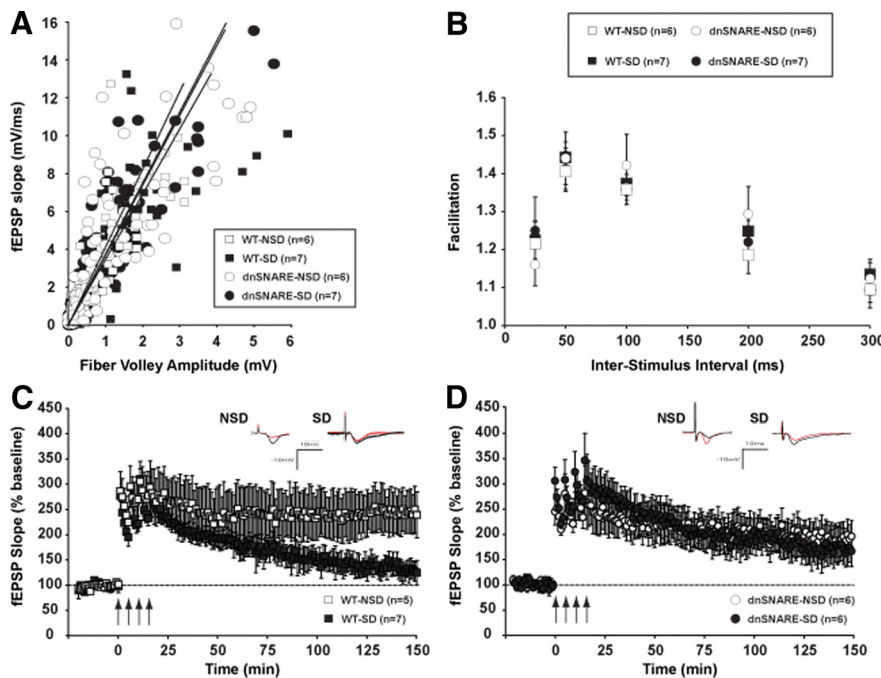 A
fEPSP slope (mV/ms)
16
14
12
10
8
6
4
2
0
0 1 2 3 4 5 6
Fiber Volley Amplitude (mV)
WT-NSD (n=6)
WT-SD (n=7)
dnSNARE-NSD (n=6)
dnSNARE-SD (n=7)
B
WT-NSD (n=6) dnSNARE-NSD (n=6)
WT-SD (n=7) dnSNARE-SD (n=7)
Facilitation
1.6
1.5
1.4
1.3
1.2
1.1
1.0
0 50 100 150 200 250 300
Inter-Stimulus Interval (ms)
C
fEPSP Slope (% baseline)
450
400
350
300
250
200
150
100
50
0
NSD SD
10ms
-10mV
WT-NSD (n=5)
WT-SD (n=7)
0 25 50 75 100 125 150
Time (min)
D
fEPSP Slope (% baseline)
450
400
350
300
250
200
150
100
50
0
NSD SD
10ms
-10mV
dnSNARE-NSD (n=6)
dnSNARE-SD (n=6)
0 25 50 75 100 125 150
Time (min)